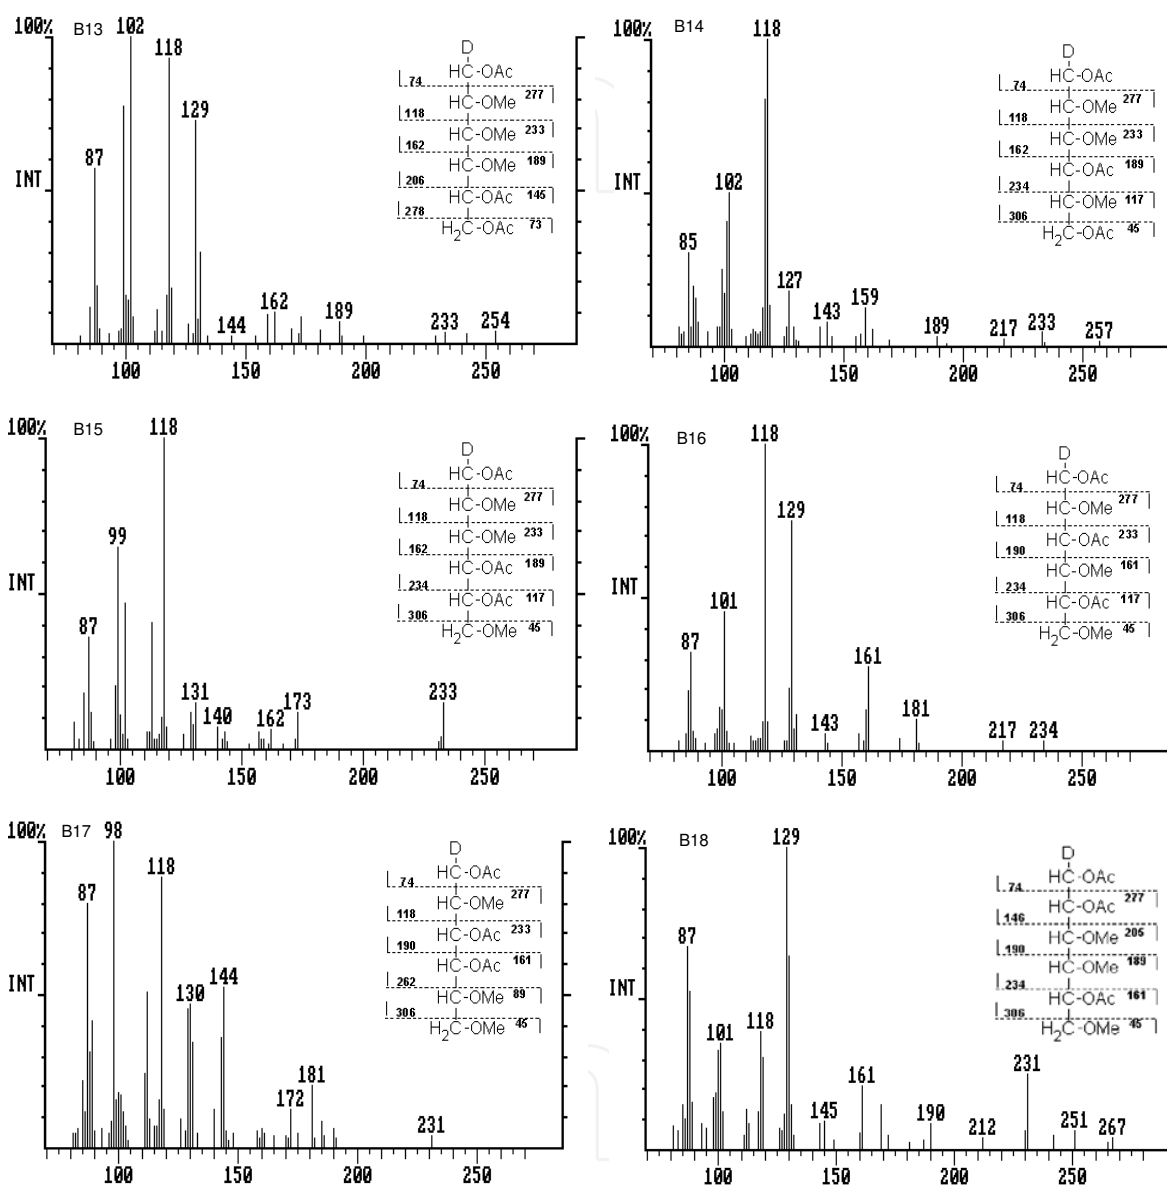 100% B13 102
118
129
87
INT
162
144
189
233 254
100 150 200 250
D
HC-OAc
74
HC-OMe 277
118
HC-OMe 233
162
HC-OMe 189
206
HC-OAc 145
278
H2C-OAc 73
100% B14 118
INT
102
85
127
143 159
189 217 233 257
100 150 200 250
D
HC-OAc
74
HC-OMe 277
118
HC-OMe 233
162
HC-OAc 189
234
HC-OMe 117
306
H2C-OAc 45
100% B15 118
99
INT
87
131
140 162 173
233
100 150 200 250
D
HC-OAc
74
HC-OMe 277
118
HC-OMe 233
162
HC-OAc 189
234
HC-OAc 117
306
H2C-OMe 45
100% B16 118
129
INT
101
87
161
143 181
217 234
100 150 200 250
D
HC-OAc
74
HC-OMe 277
118
HC-OAc 233
190
HC-OMe 161
234
HC-OAc 117
306
H2C-OMe 45
100% B17 98
118
87
INT
130 144
172 181
231
100 150 200 250
D
HC-OAc
74
HC-OMe 277
118
HC-OAc 233
190
HC-OAc 161
262
HC-OMe 89
306
H2C-OMe 45
100% B18 129
87
INT
101 118
161
145 190
212 231 251 267
100 150 200 250
D
HC-OAc
74
HC-OAc 277
146
HC-OMe 205
190
HC-OMe 189
234
HC-OAc 161
306
H2C-OMe 45